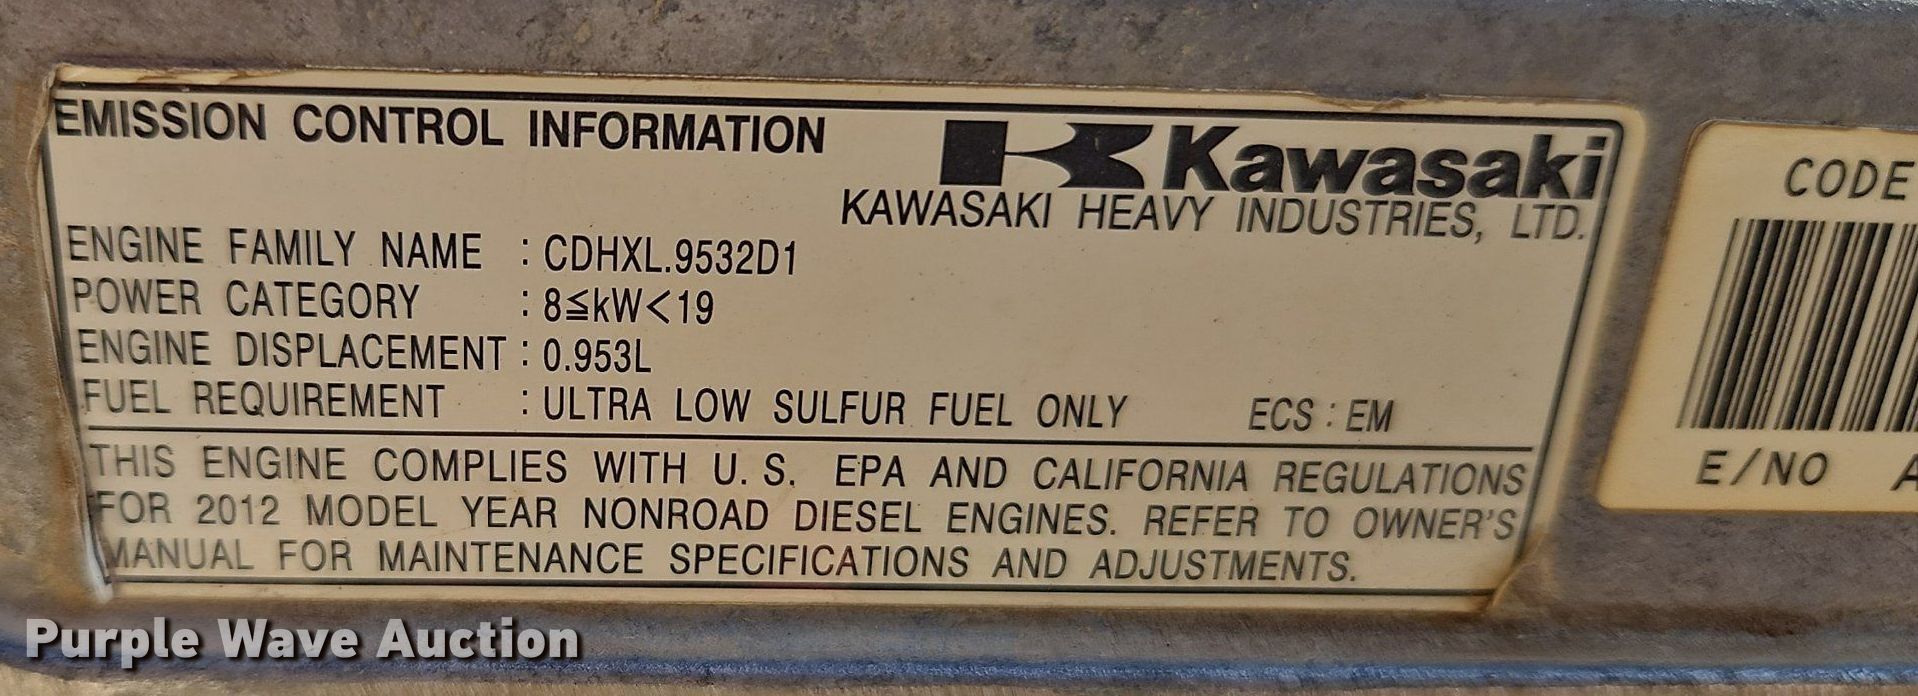 EMISSION CONTROL INFORMATION
Kawasaki
KAWASAKI HEAVY INDUSTRIES, LTD.
ENGINE FAMILY NAME : CDHXL.9532D1
POWER CATEGORY : 8≦kW<19
ENGINE DISPLACEMENT : 0.953L
FUEL REQUIREMENT : ULTRA LOW SULFUR FUEL ONLY ECS : EM
THIS ENGINE COMPLIES WITH U. S. EPA AND CALIFORNIA REGULATIONS
FOR 2012 MODEL YEAR NONROAD DIESEL ENGINES. REFER TO OWNER'S
MANUAL FOR MAINTENANCE SPECIFICATIONS AND ADJUSTMENTS.
CODE
E/NO A
Purple Wave Auction